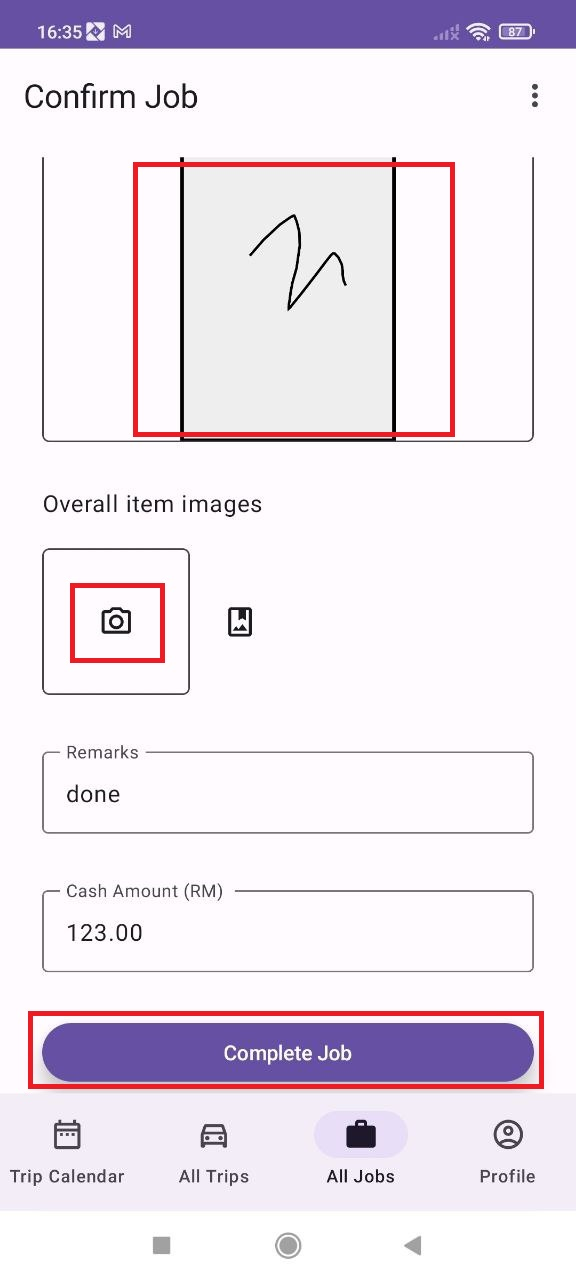 16:35
87
Confirm Job
Overall item images
Remarks
done
Cash Amount (RM)
123.00
Complete Job
Trip Calendar
All Trips
All Jobs
Profile